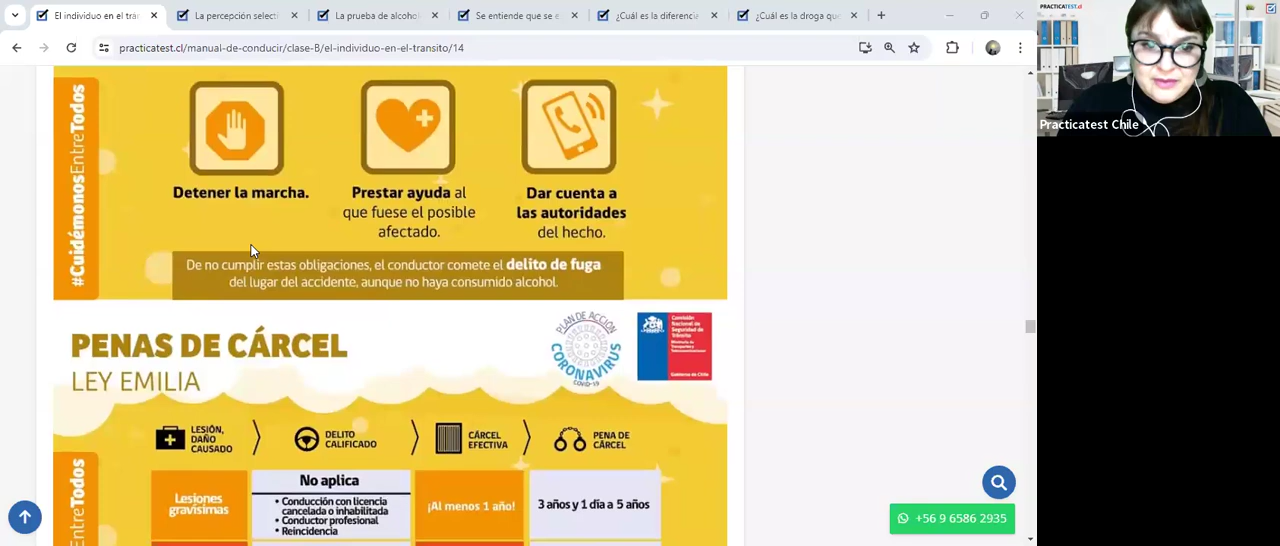 El individuo en el trán
La percepción selecti
La prueba de alcohol
Se entiende que se e
¿Cuál es la diferencie
¿Cuál es la droga que
practicatest.cl/manual-de-conducir/clase-B/el-individuo-en-el-transito/14
PRACTICATEST.cl
Practicatest Chile
#CuidémonosEntreTodos
Detener la marcha.
Prestar ayuda al
que fuese el posible
afectado.
Dar cuenta a
las autoridades
del hecho.
De no cumplir estas obligaciones, el conductor comete el delito de fuga
del lugar del accidente, aunque no haya consumido alcohol.
PENAS DE CÁRCEL
LEY EMILIA
PLAN DE ACCIÓN
CORONAVIRUS
COVID-19
Comisión
Nacional de
Seguridad de
Tránsito
Gobierno de Chile
LESIÓN,
DAÑO
CAUSADO
DELITO
CALIFICADO
CÁRCEL
EFECTIVA
PENA DE
CÁRCEL
EntreTodos
Lesiones
gravísimas
No aplica
• Conducción con licencia
cancelada o inhabilitada
• Conductor profesional
• Reincidencia
¡Al menos 1 año!
3 años y 1 día a 5 años
+56 9 6586 2935